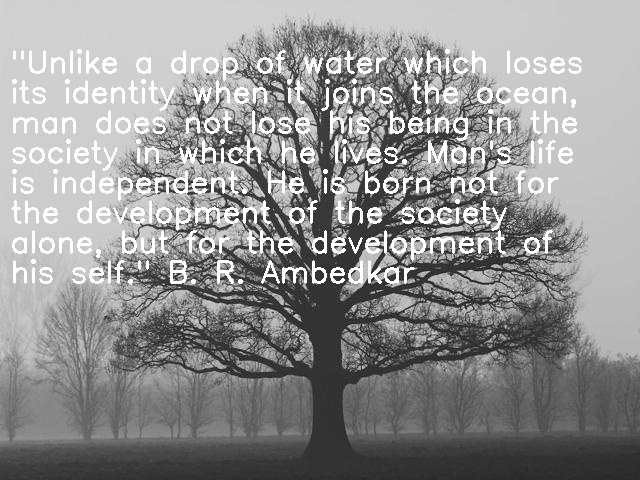 "Unlike a drop of water which loses
its identity when it joins the ocean,
man does not lose his being in the
society in which he lives. Man's life
is independent. He is born not for
the development of the society
alone, but for the development of
his self." B. R. Ambedkar